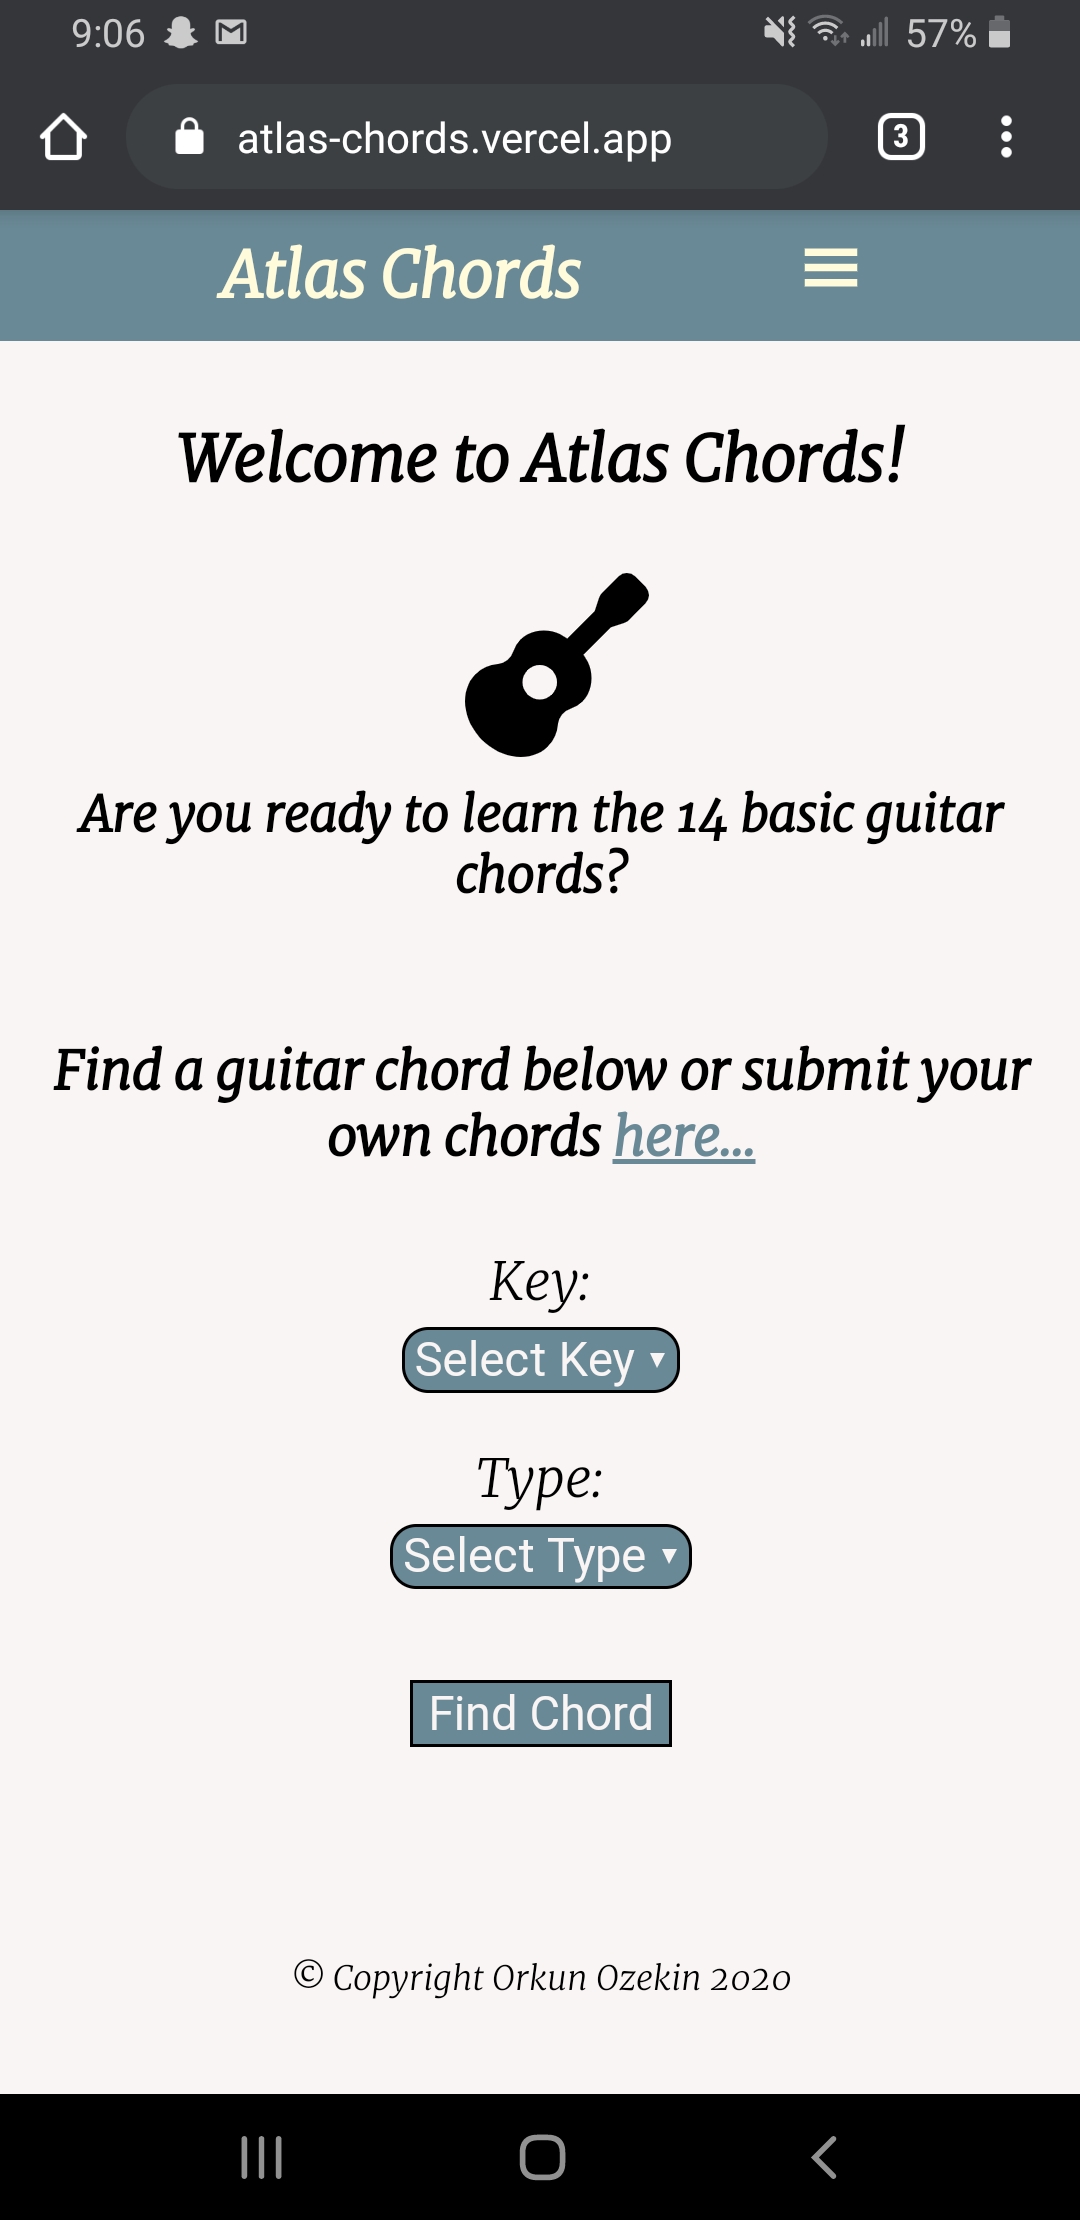 9:06
57%
atlas-chords.vercel.app
3
Atlas Chords
Welcome to Atlas Chords!
Are you ready to learn the 14 basic guitar
chords?
Find a guitar chord below or submit your
own chords here...
Key:
Select Key
Type:
Select Type
Find Chord
© Copyright Orkun Ozekin 2020